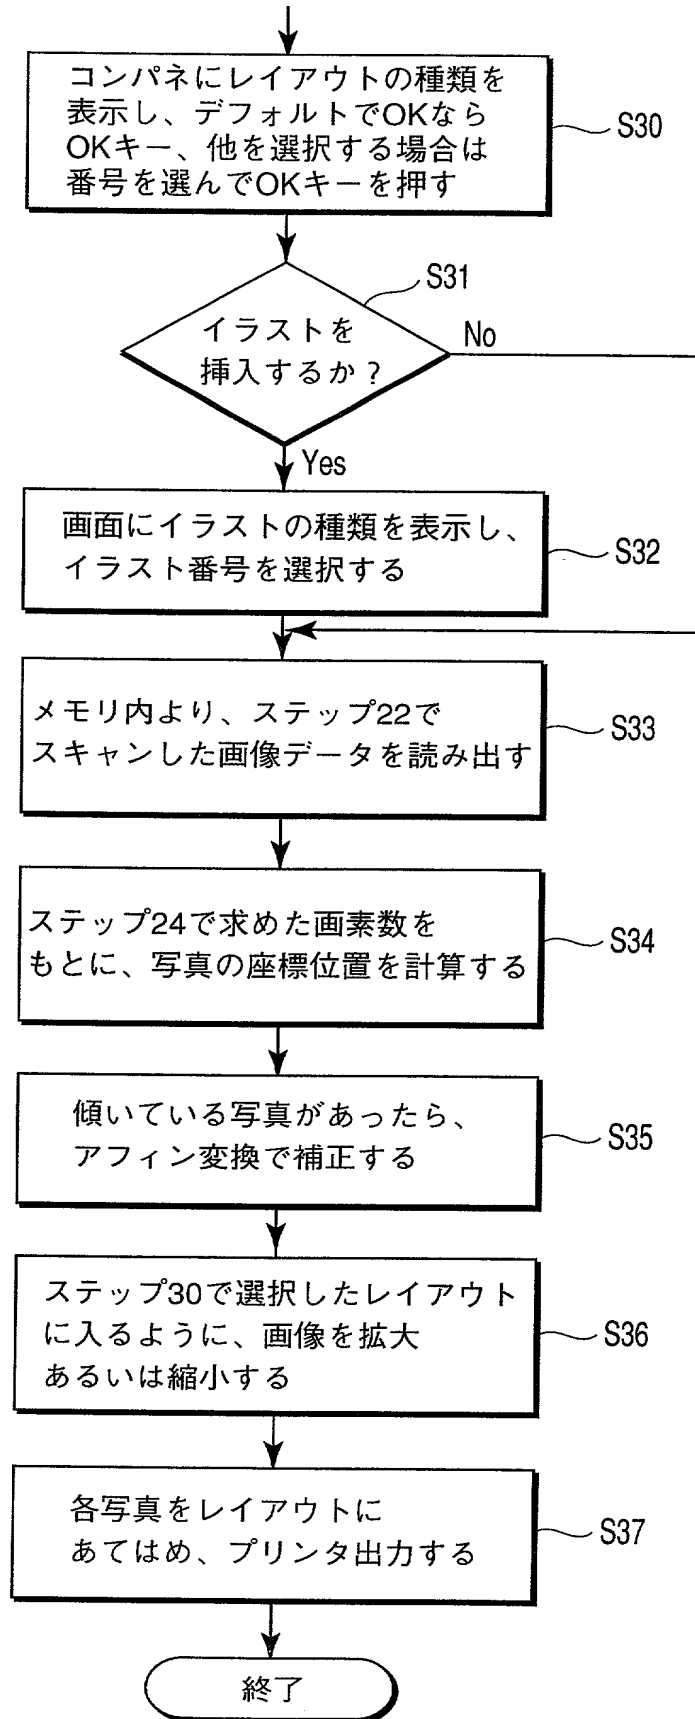 コンパネにレイアウトの種類を
表示し、デフォルトでOKなら
OKキー、他を選択する場合は
番号を選んでOKキーを押す
S30
S31
イラストを
挿入するか？
No
Yes
画面にイラストの種類を表示し、
イラスト番号を選択する
S32
メモリ内より、ステップ22で
スキャンした画像データを読み出す
S33
ステップ24で求めた画素数を
もとに、写真の座標位置を計算する
S34
傾いている写真があったら、
アフィン変換で補正する
S35
ステップ30で選択したレイアウト
に入るように、画像を拡大
あるいは縮小する
S36
各写真をレイアウトに
あてはめ、プリンタ出力する
S37
終了